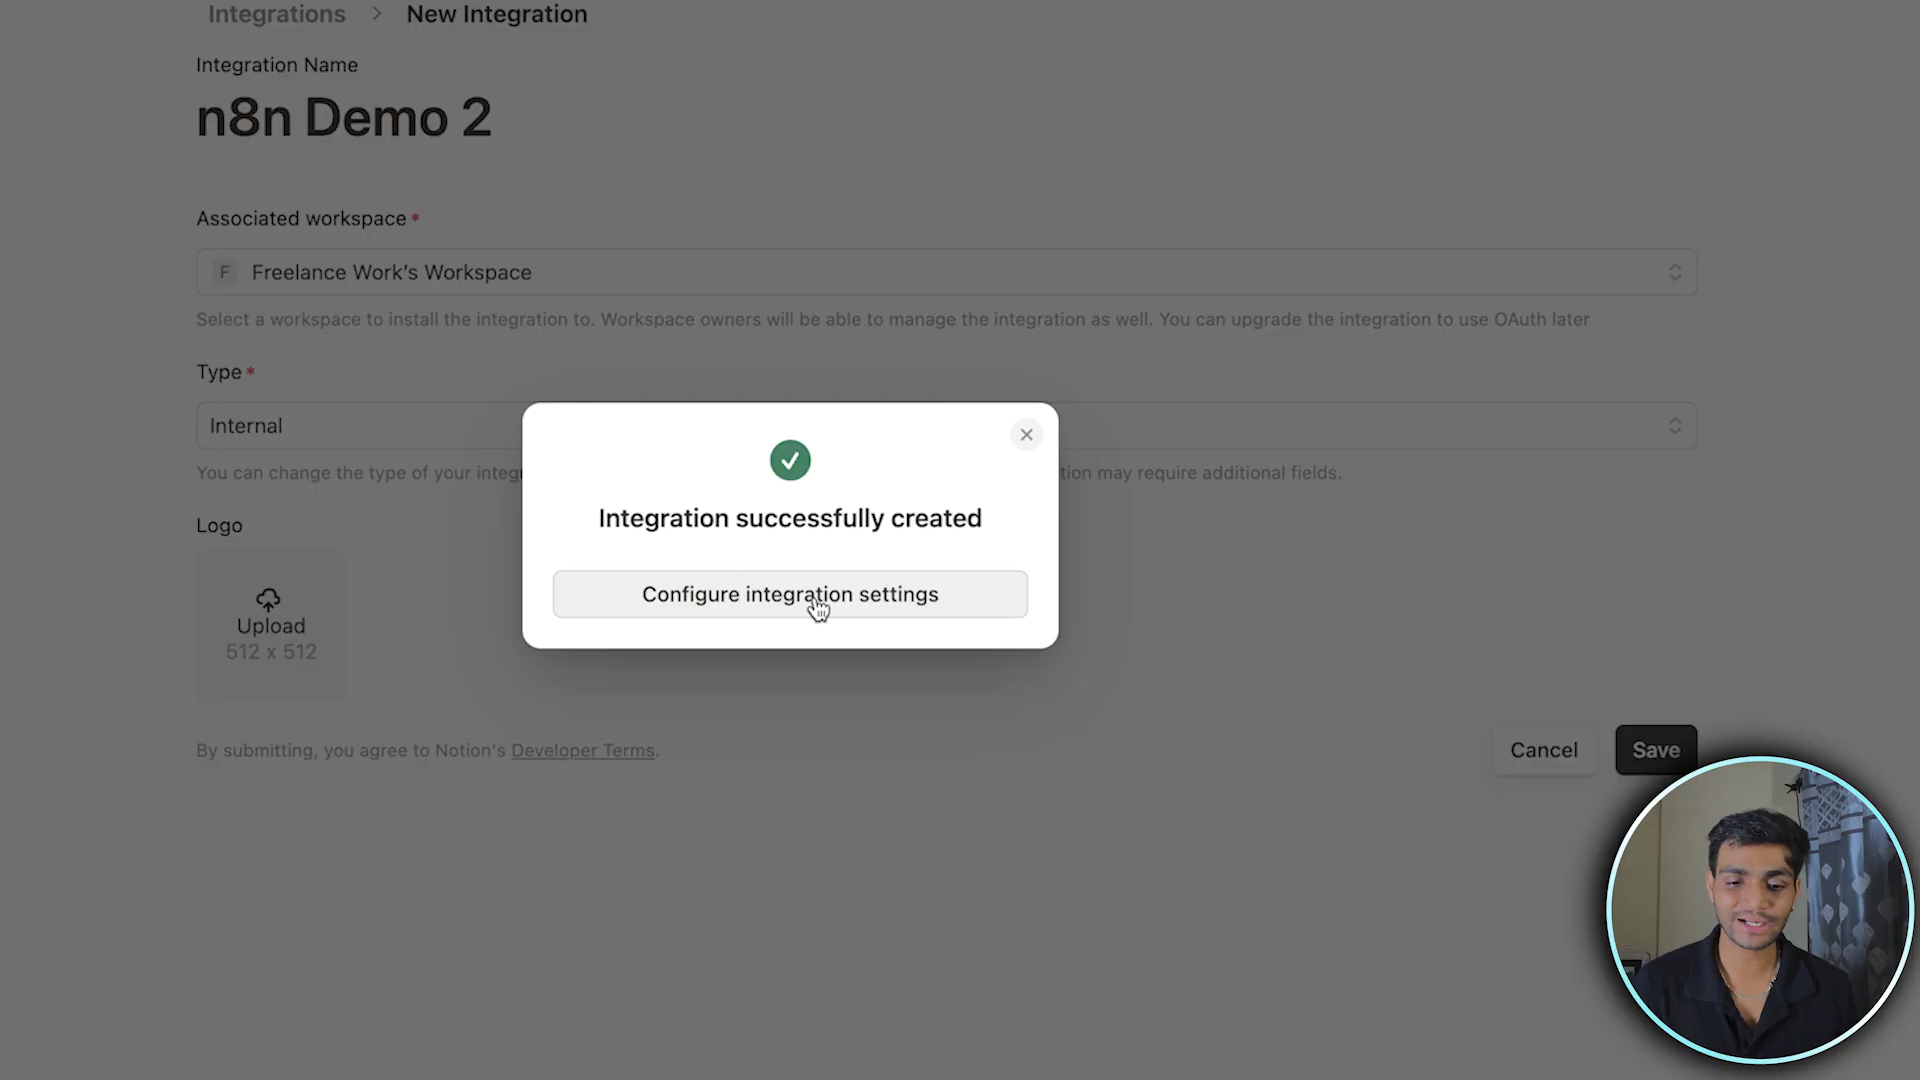 Integrations > New Integration
Integration Name
n8n Demo 2
Associated workspace *
F Freelance Work's Workspace
Select a workspace to install the integration to. Workspace owners will be able to manage the integration as well. You can upgrade the integration to use OAuth later
Type *
Internal
You can change the type of your integ
tion may require additional fields.
Integration successfully created
Configure integration settings
Logo
Upload
512 x 512
By submitting, you agree to Notion's Developer Terms.
Cancel
Save